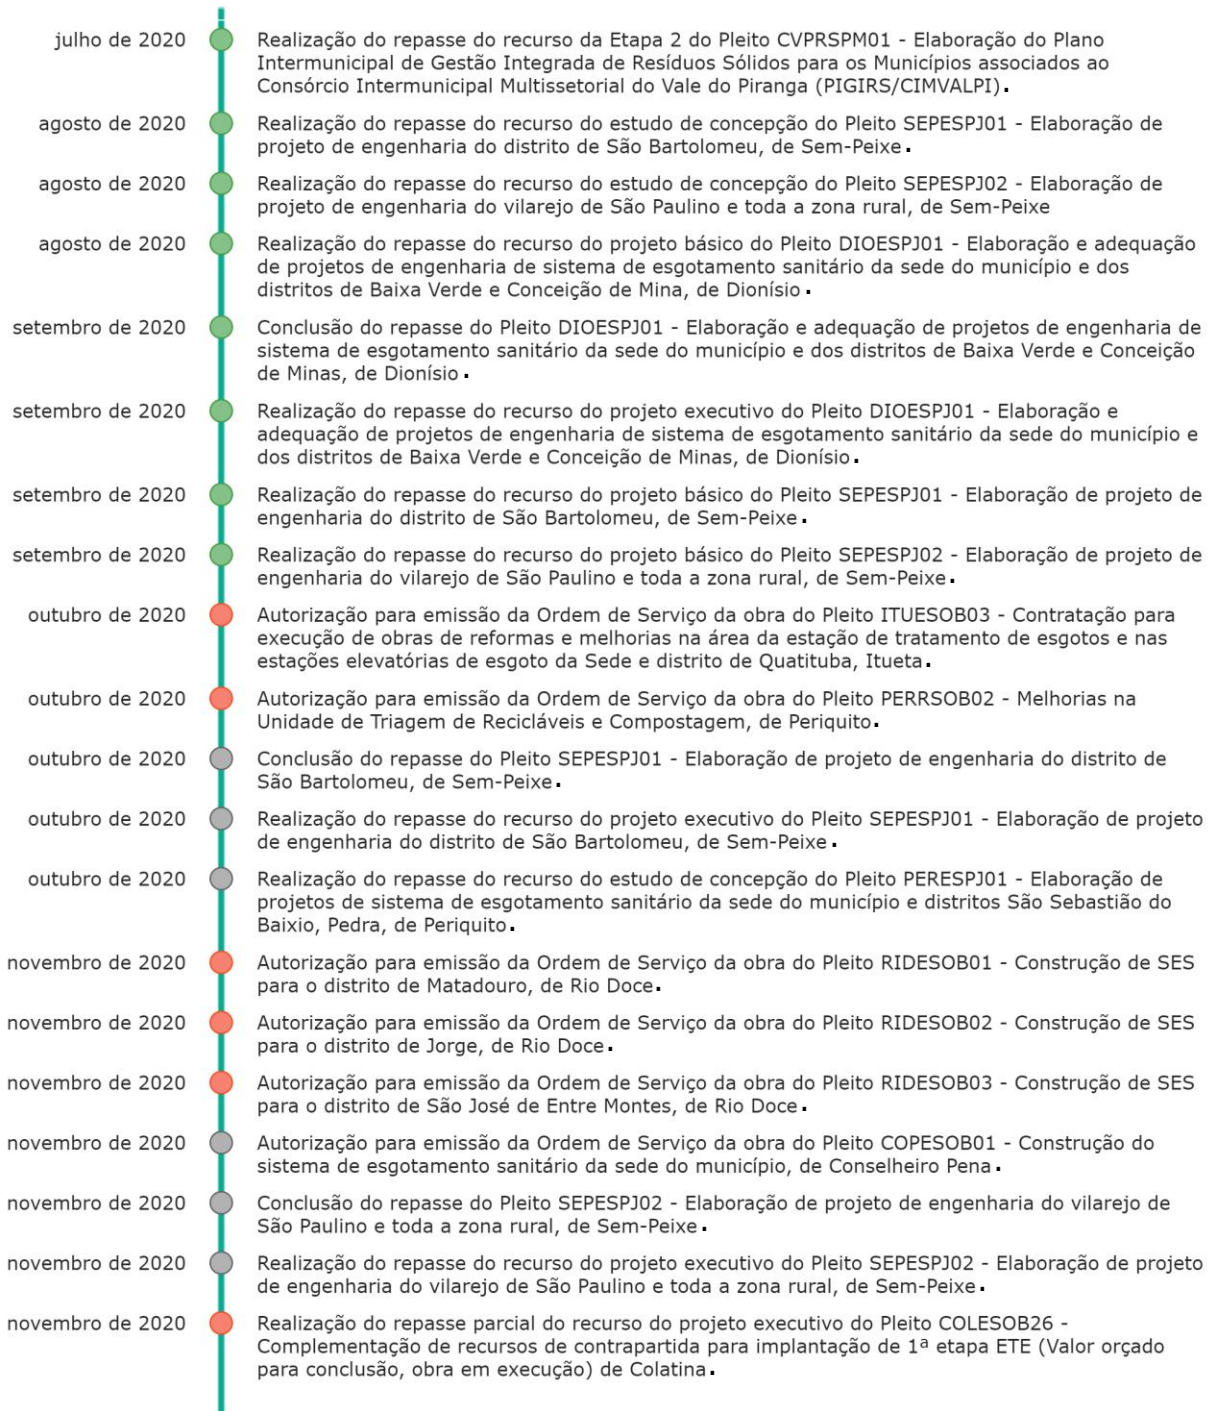 julho de 2020 Realização do repasse do recurso da Etapa 2 do Pleito CVPRSPM01 - Elaboração do Plano
Intermunicipal de Gestão Integrada de Resíduos Sólidos para os Municípios associados ao
Consórcio Intermunicipal Multissetorial do Vale do Piranga (PIGIRS/CIMVALPI).
agosto de 2020 Realização do repasse do recurso do estudo de concepção do Pleito SEPESPJ01 - Elaboração de
projeto de engenharia do distrito de São Bartolomeu, de Sem-Peixe.
agosto de 2020 Realização do repasse do recurso do estudo de concepção do Pleito SEPESPJ02 - Elaboração de
projeto de engenharia do vilarejo de São Paulino e toda a zona rural, de Sem-Peixe
agosto de 2020 Realização do repasse do recurso do projeto básico do Pleito DIOESPJ01 - Elaboração e adequação
de projetos de engenharia de sistema de esgotamento sanitário da sede do município e dos
distritos de Baixa Verde e Conceição de Mina, de Dionísio.
setembro de 2020 Conclusão do repasse do Pleito DIOESPJ01 - Elaboração e adequação de projetos de engenharia de
sistema de esgotamento sanitário da sede do município e dos distritos de Baixa Verde e Conceição
de Minas, de Dionísio.
setembro de 2020 Realização do repasse do recurso do projeto executivo do Pleito DIOESPJ01 - Elaboração e
adequação de projetos de engenharia de sistema de esgotamento sanitário da sede do município e
dos distritos de Baixa Verde e Conceição de Minas, de Dionísio.
setembro de 2020 Realização do repasse do recurso do projeto básico do Pleito SEPESPJ01 - Elaboração de projeto de
engenharia do distrito de São Bartolomeu, de Sem-Peixe.
setembro de 2020 Realização do repasse do recurso do projeto básico do Pleito SEPESPJ02 - Elaboração de projeto de
engenharia do vilarejo de São Paulino e toda a zona rural, de Sem-Peixe.
outubro de 2020 Autorização para emissão da Ordem de Serviço da obra do Pleito ITUESOB03 - Contratação para
execução de obras de reformas e melhorias na área da estação de tratamento de esgotos e nas
estações elevatórias de esgoto da Sede e distrito de Quatituba, Itueta.
outubro de 2020 Autorização para emissão da Ordem de Serviço da obra do Pleito PERRSOB02 - Melhorias na
Unidade de Triagem de Recicláveis e Compostagem, de Periquito.
outubro de 2020 Conclusão do repasse do Pleito SEPESPJ01 - Elaboração de projeto de engenharia do distrito de
São Bartolomeu, de Sem-Peixe.
outubro de 2020 Realização do repasse do recurso do projeto executivo do Pleito SEPESPJ01 - Elaboração de projeto
de engenharia do distrito de São Bartolomeu, de Sem-Peixe.
outubro de 2020 Realização do repasse do recurso do estudo de concepção do Pleito PERESPJ01 - Elaboração de
projetos de sistema de esgotamento sanitário da sede do município e distritos São Sebastião do
Baixio, Pedra, de Periquito.
novembro de 2020 Autorização para emissão da Ordem de Serviço da obra do Pleito RIDESOB01 - Construção de SES
para o distrito de Matadouro, de Rio Doce.
novembro de 2020 Autorização para emissão da Ordem de Serviço da obra do Pleito RIDESOB02 - Construção de SES
para o distrito de Jorge, de Rio Doce.
novembro de 2020 Autorização para emissão da Ordem de Serviço da obra do Pleito RIDESOB03 - Construção de SES
para o distrito de São José de Entre Montes, de Rio Doce.
novembro de 2020 Autorização para emissão da Ordem de Serviço da obra do Pleito COPESOB01 - Construção do
sistema de esgotamento sanitário da sede do município, de Conselheiro Pena.
novembro de 2020 Conclusão do repasse do Pleito SEPESPJ02 - Elaboração de projeto de engenharia do vilarejo de
São Paulino e toda a zona rural, de Sem-Peixe.
novembro de 2020 Realização do repasse do recurso do projeto executivo do Pleito SEPESPJ02 - Elaboração de projeto
de engenharia do vilarejo de São Paulino e toda a zona rural, de Sem-Peixe.
novembro de 2020 Realização do repasse parcial do recurso do projeto executivo do Pleito COLESOB26 -
Complementação de recursos de contrapartida para implantação de 1ª etapa ETE (Valor orçado
para conclusão, obra em execução) de Colatina.